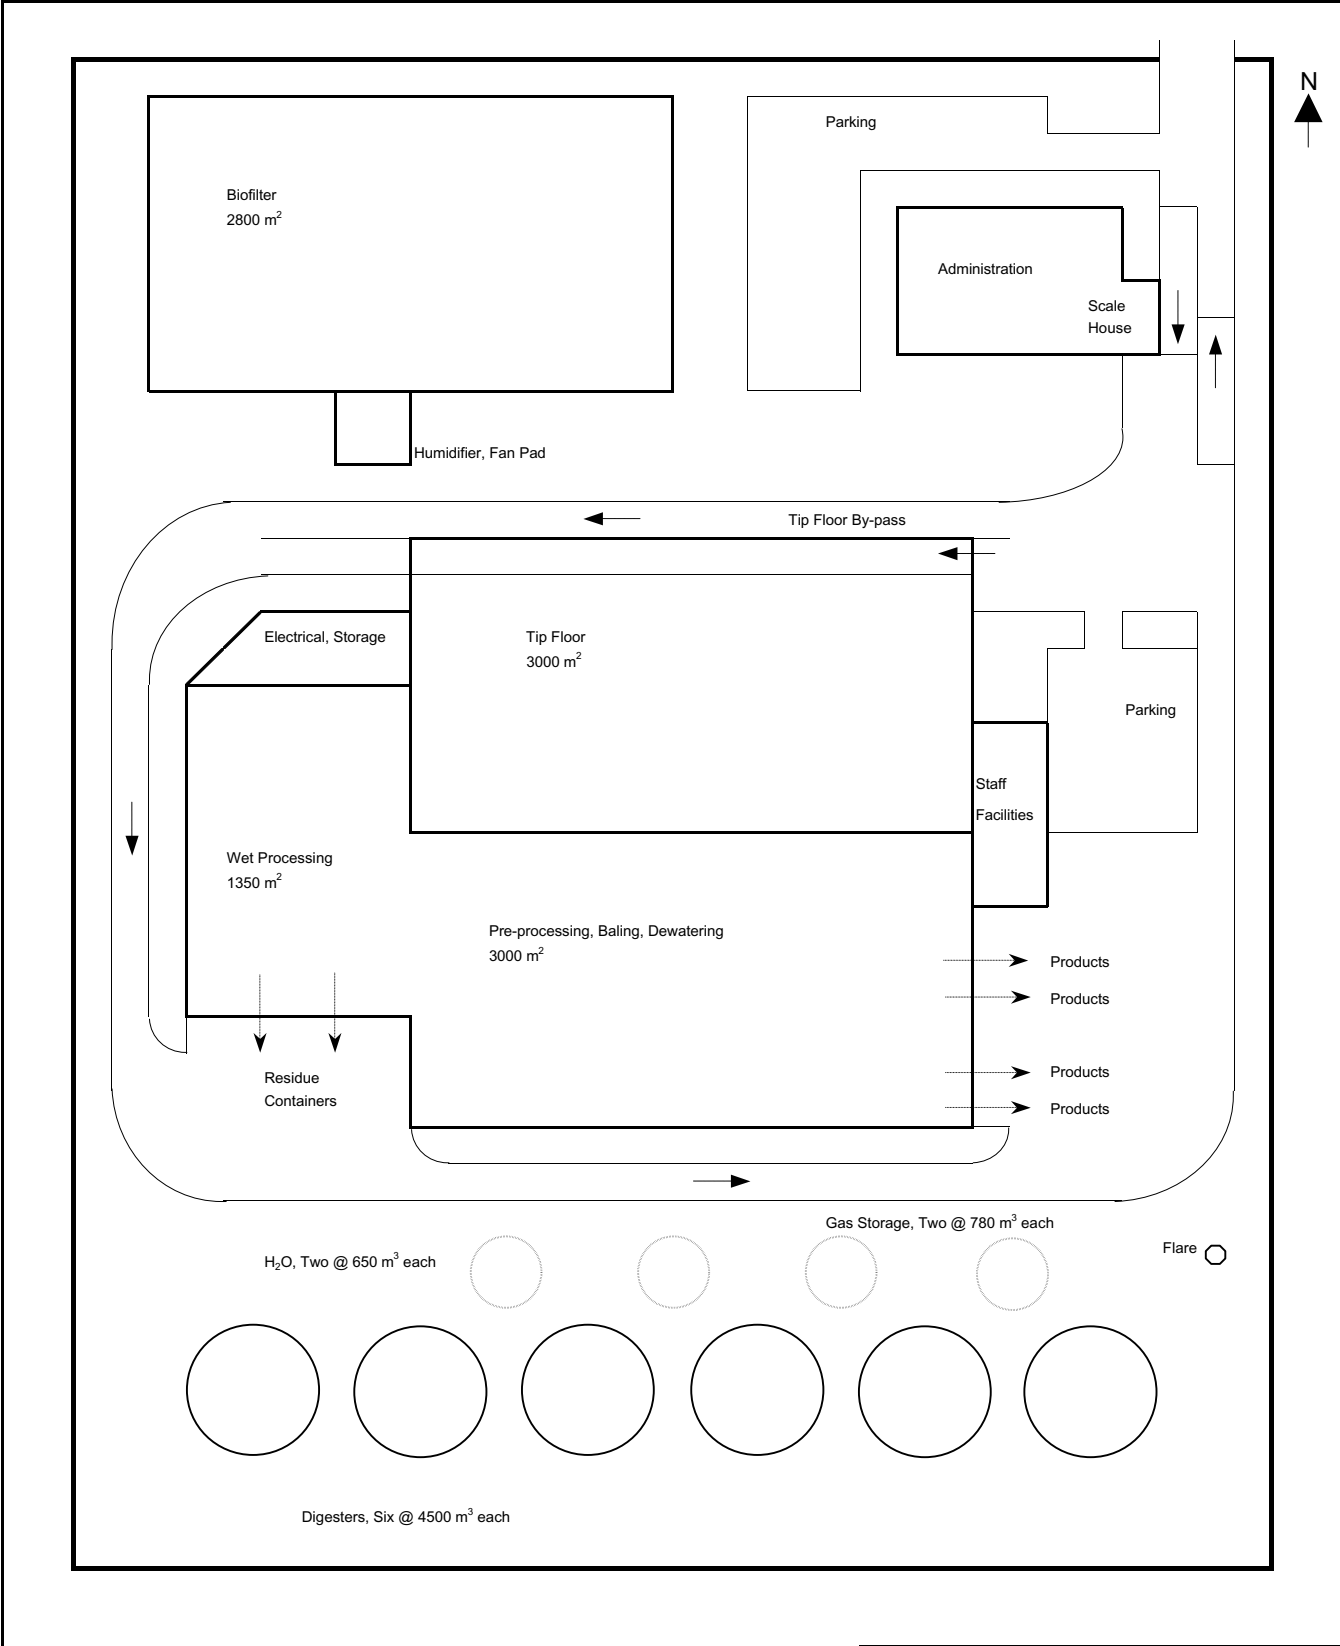 N
Parking
Biofilter
2800 m²
Administration
Scale
House
Humidifier, Fan Pad
Tip Floor By-pass
Electrical, Storage
Tip Floor
3000 m²
Parking
Staff
Facilities
Wet Processing
1350 m²
Pre-processing, Baling, Dewatering
3000 m²
Products
Products
Residue
Containers
Products
Products
Gas Storage, Two @ 780 m³ each
Flare
H₂O, Two @ 650 m³ each
Digesters, Six @ 4500 m³ each